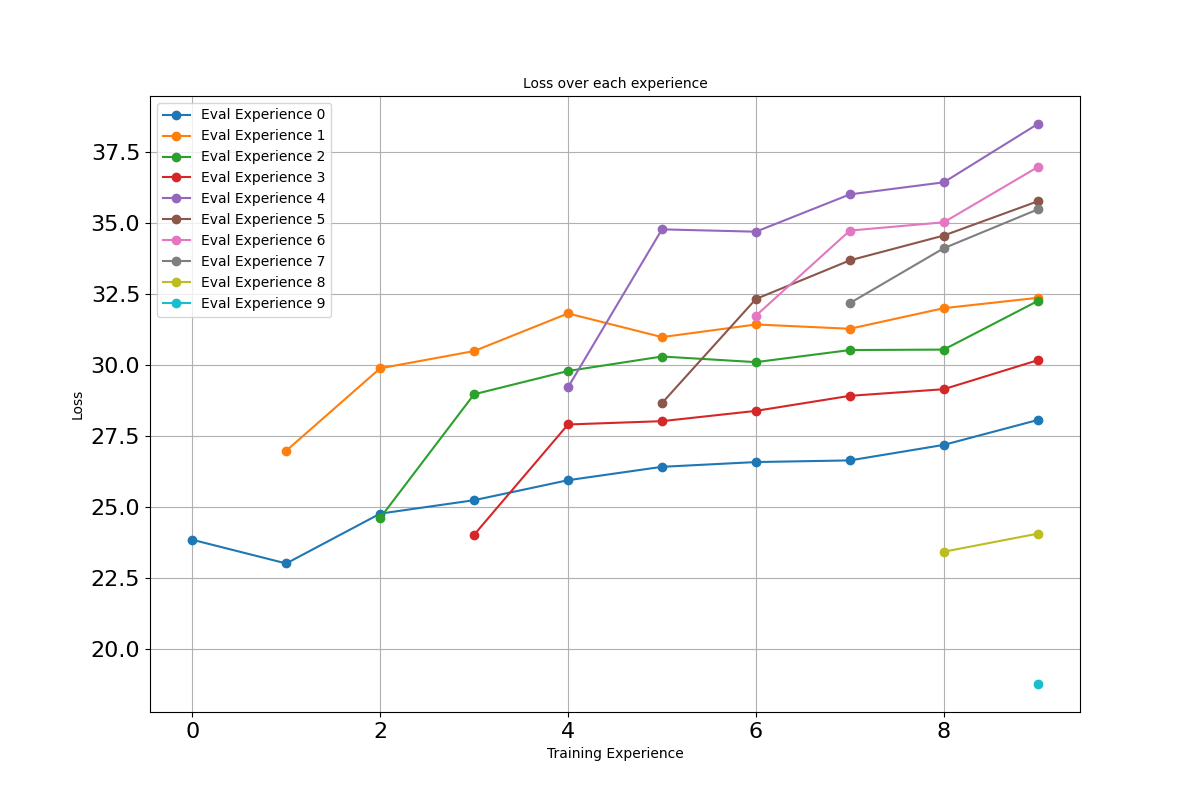 Loss over each experience
Eval Experience 0
Eval Experience 1
Eval Experience 2
Eval Experience 3
Eval Experience 4
Eval Experience 5
Eval Experience 6
Eval Experience 7
Eval Experience 8
Eval Experience 9
37.5
35.0
32.5
30.0
27.5
25.0
22.5
20.0
Loss
0 2 4 6 8
Training Experience